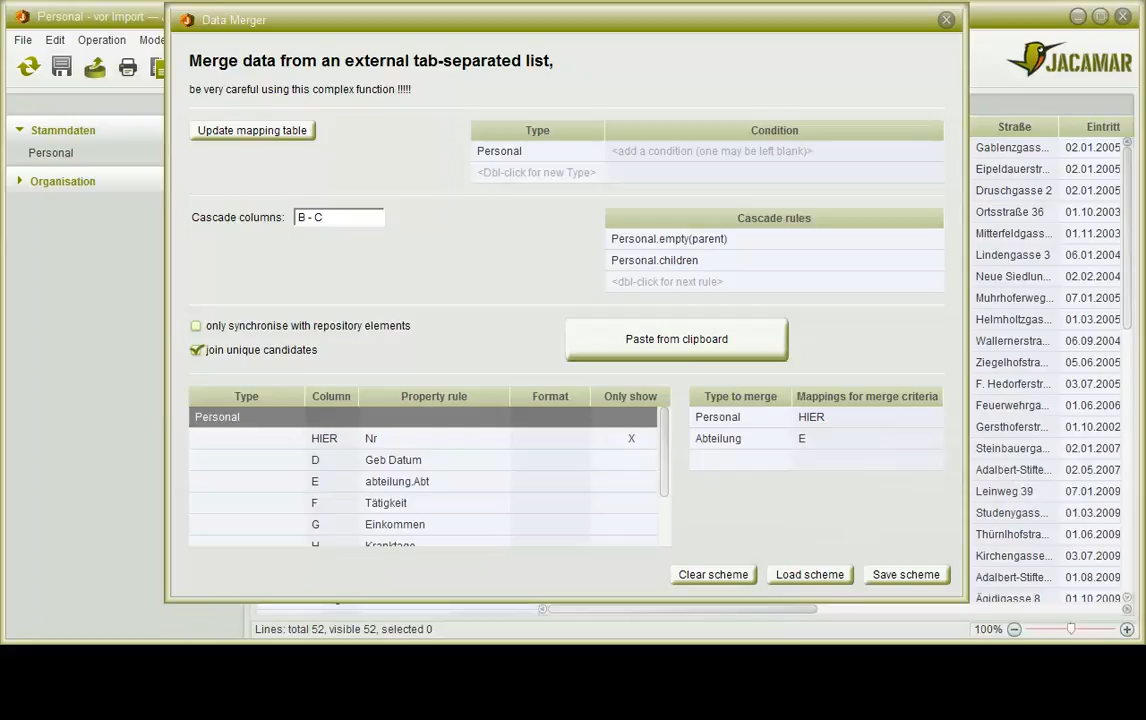 Personal - vor Import — J
Data Merger
File Edit Operation Mode
JACAMAR
Merge data from an external tab-separated list,
be very careful using this complex function !!!!!
Stammdaten
Personal
Organisation
Update mapping table
Type Condition
Personal <add a condition (one may be left blank)>
<Dbl-click for new Type>
Cascade columns: B - C
Cascade rules
Personal.empty(parent)
Personal.children
<dbl-click for next rule>
only synchronise with repository elements
join unique candidates
Paste from clipboard
Type Column Property rule Format Only show
Personal
HIER Nr X
D Geb Datum
E abteilung.Abt
F Tätigkeit
G Einkommen
H Kranktage
Type to merge Mappings for merge criteria
Personal HIER
Abteilung E
Clear scheme Load scheme Save scheme
Straße Eintritt
Gablenzgass... 02.01.2005
Eipeldauerstr... 02.01.2005
Druschgasse 2 02.01.2005
Ortsstraße 36 01.10.2003
Mitterfeldgass... 01.11.2003
Lindengasse 3 06.01.2004
Neue Siedlun... 02.02.2004
Muhrhoferweg... 07.01.2005
Helmholtzgas... 01.03.2005
Wallernerstra... 06.09.2004
Ziegelhofstra... 05.06.2005
F. Hedorferstr... 03.07.2005
Feuerwehrga... 01.06.2006
Gersthoferstr... 01.10.2002
Steinbauerga... 02.01.2007
Adalbert-Stifte... 02.05.2007
Leinweg 39 07.01.2009
Studenygass... 01.03.2009
Thürnlhofstra... 01.06.2009
Kirchengasse... 03.07.2009
Adalbert-Stifte... 01.08.2009
Ägidigasse 8 01.10.2009
Lines: total 52, visible 52, selected 0
100%